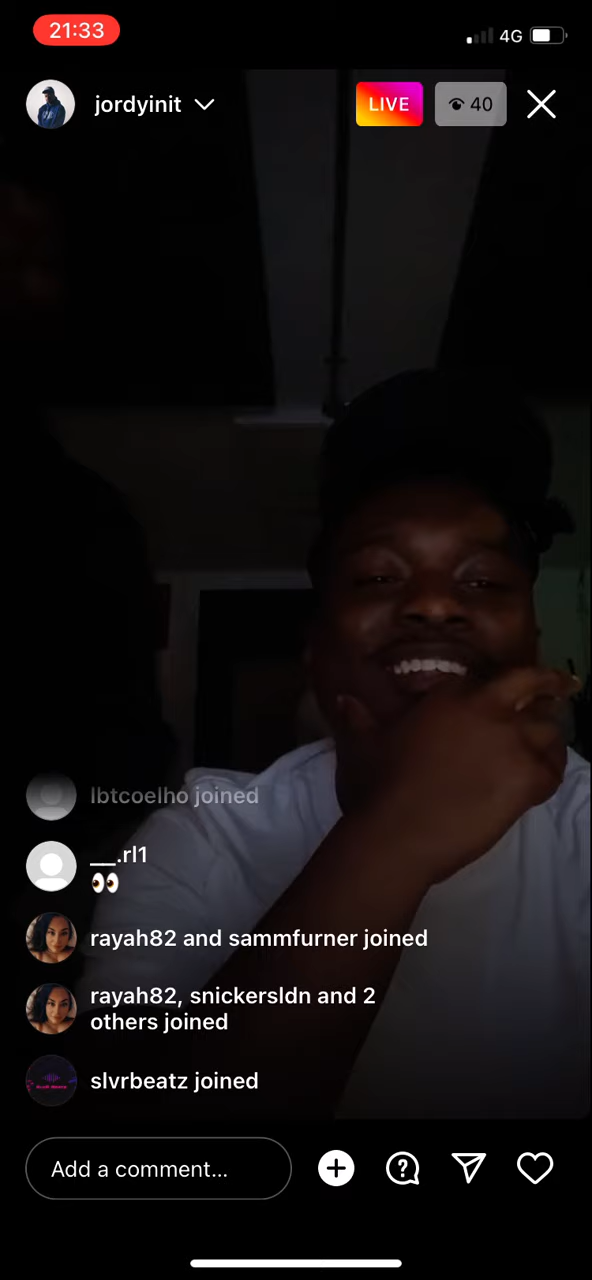 21:33
4G
jordyinit
LIVE
40
lbtcoelho joined
__.rl1
👀
rayah82 and sammfurner joined
rayah82, snickersldn and 2
others joined
slvrbeatz joined
Add a comment...